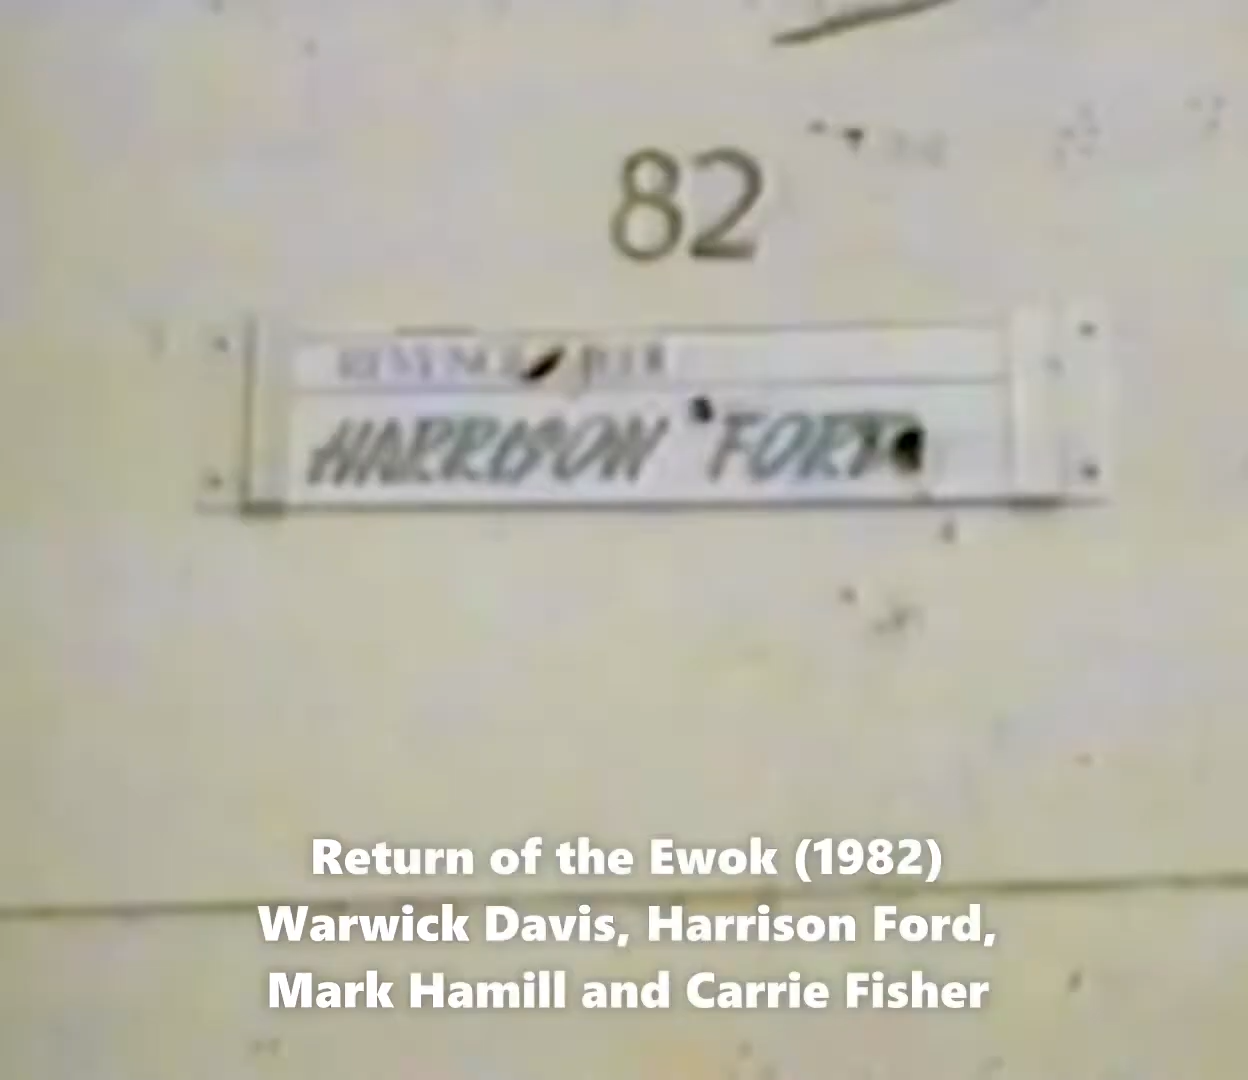 82
HARRISON FORD
Return of the Ewok (1982)
Warwick Davis, Harrison Ford,
Mark Hamill and Carrie Fisher